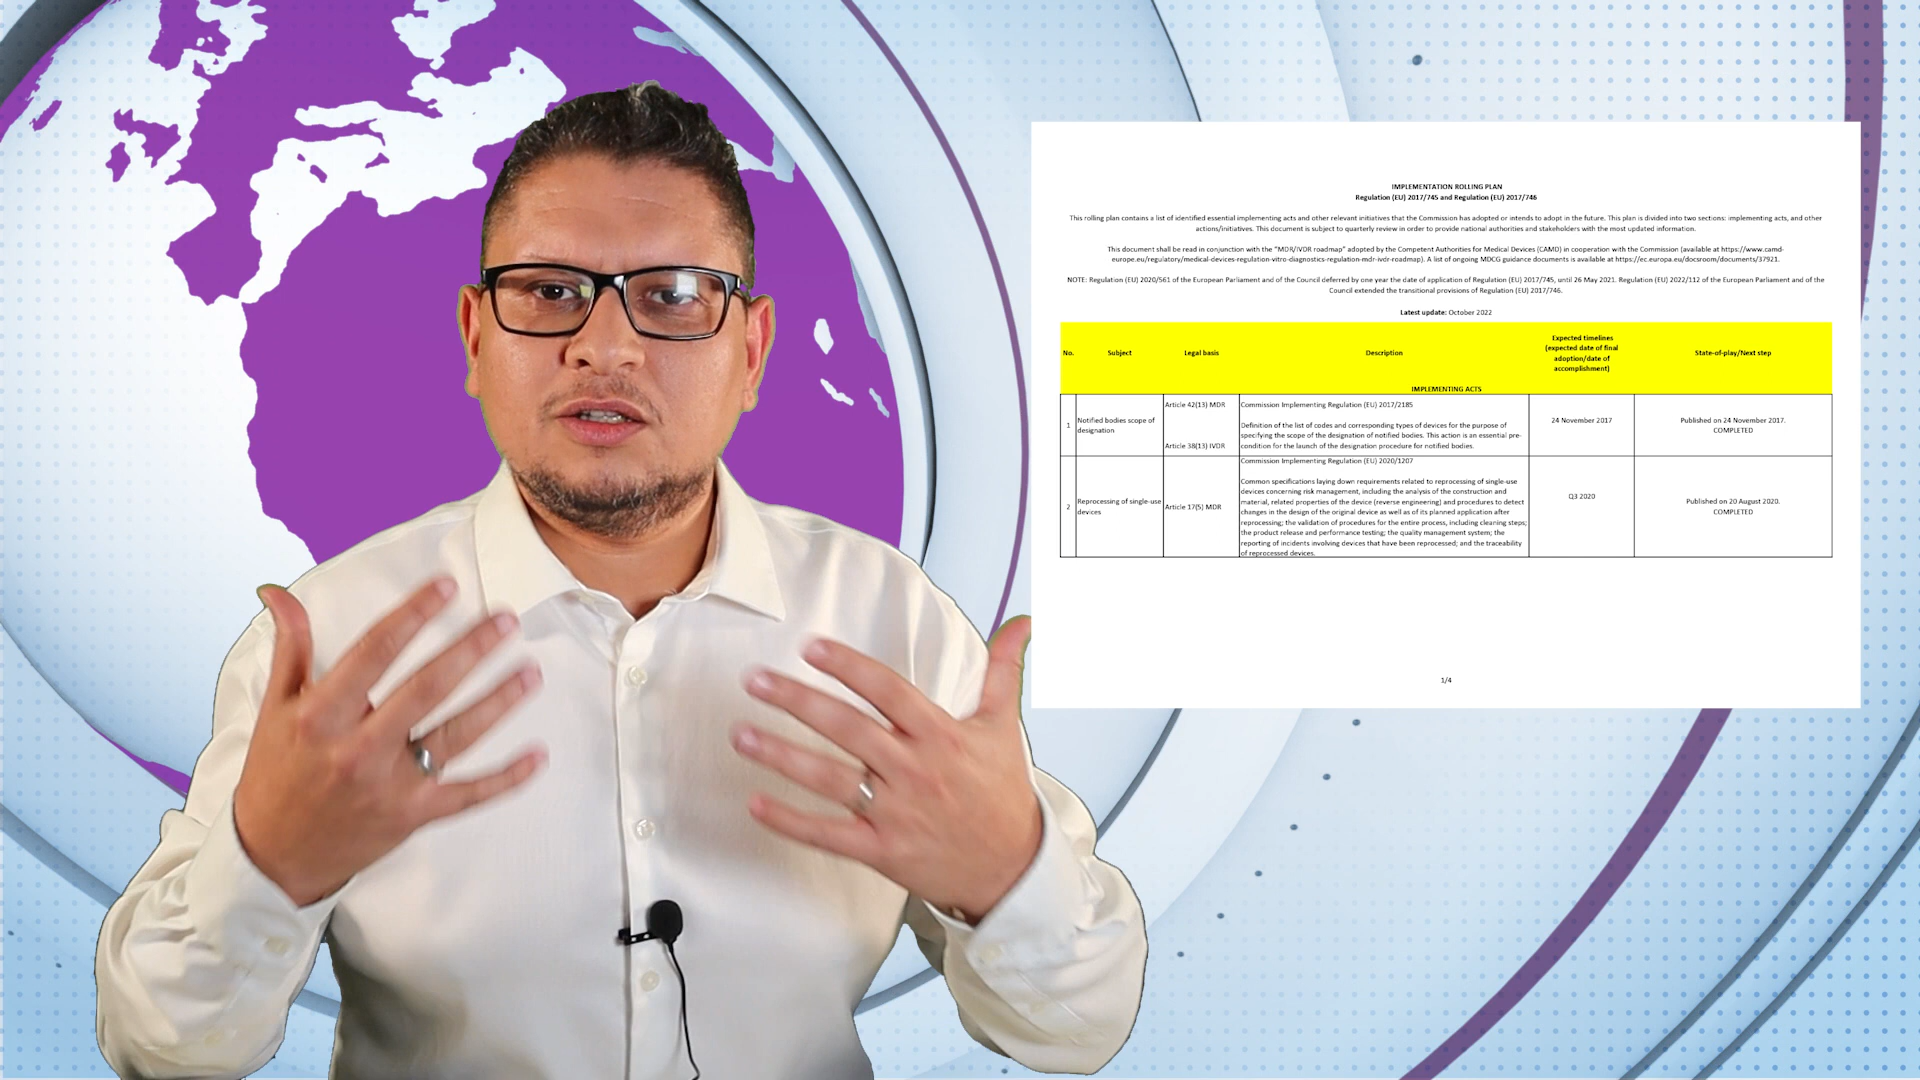 IMPLEMENTATION ROLLING PLAN
Regulation (EU) 2017/745 and Regulation (EU) 2017/746
This rolling plan contains a list of identified essential implementing acts and other relevant initiatives that the Commission has adopted or intends to adopt in the future. This plan is divided into two sections: implementing acts, and other
actions/initiatives. This document is subject to quarterly review in order to provide national authorities and stakeholders with the most updated information.
This document shall be read in conjunction with the "MDR/IVDR roadmap" adopted by the Competent Authorities for Medical Devices (CAMD) in cooperation with the Commission (available at https://www.camd-
europe.eu/regulatory/medical-devices-regulation-vitro-diagnostics-regulation-mdr-ivdr-roadmap). A list of ongoing MDCG guidance documents is available at https://ec.europa.eu/docsroom/documents/37921.
NOTE: Regulation (EU) 2020/561 of the European Parliament and of the Council deferred by one year the date of application of Regulation (EU) 2017/745, until 26 May 2021. Regulation (EU) 2022/112 of the European Parliament and of the
Council extended the transitional provisions of Regulation (EU) 2017/746.
Latest update: October 2022
No.
Subject
Legal basis
Description
Expected timelines
(expected date of final
adoption/date of
accomplishment)
State-of-play/Next step
IMPLEMENTING ACTS
1
Notified bodies scope of
designation
Article 42(13) MDR
Article 38(13) IVDR
Commission Implementing Regulation (EU) 2017/2185
Definition of the list of codes and corresponding types of devices for the purpose of
specifying the scope of the designation of notified bodies. This action is an essential pre-
condition for the launch of the designation procedure for notified bodies.
24 November 2017
Published on 24 November 2017.
COMPLETED
2
Reprocessing of single-use
devices
Article 17(5) MDR
Commission Implementing Regulation (EU) 2020/1207
Common specifications laying down requirements related to reprocessing of single-use
devices concerning risk management, including the analysis of the construction and
material, related properties of the device (reverse engineering) and procedures to detect
changes in the design of the original device as well as of its planned application after
reprocessing; the validation of procedures for the entire process, including cleaning steps;
the product release and performance testing; the quality management system; the
reporting of incidents involving devices that have been reprocessed; and the traceability
of reprocessed devices.
Q3 2020
Published on 20 August 2020.
COMPLETED
1/4